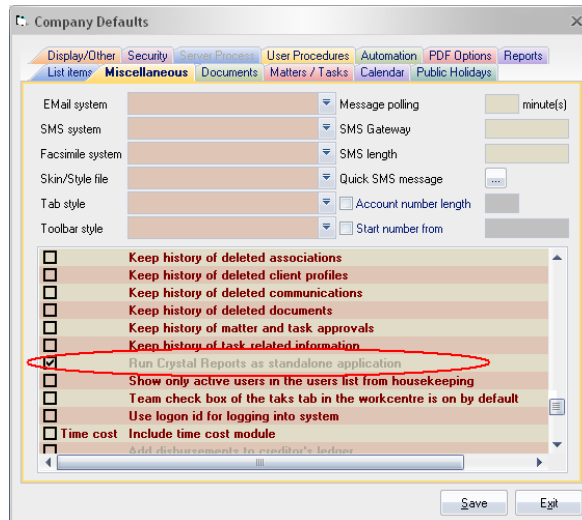 Company Defaults
Display/Other Security Server Process User Procedures Automation PDF Options Reports
List items Miscellaneous Documents Matters / Tasks Calendar Public Holidays
EMail system Message polling minute(s)
SMS system SMS Gateway
Facsimile system SMS length
Skin/Style file Quick SMS message ...
Tab style Account number length
Toolbar style Start number from
Keep history of deleted associations
Keep history of deleted client profiles
Keep history of deleted communications
Keep history of deleted documents
Keep history of matter and task approvals
Keep history of task related information
Run Crystal Reports as standalone application
Show only active users in the users list from housekeeping
Team check box of the taks tab in the workcentre is on by default
Use logon id for logging into system
Time cost Include time cost module
Add disbursements to creditor's ledger
Save Exit